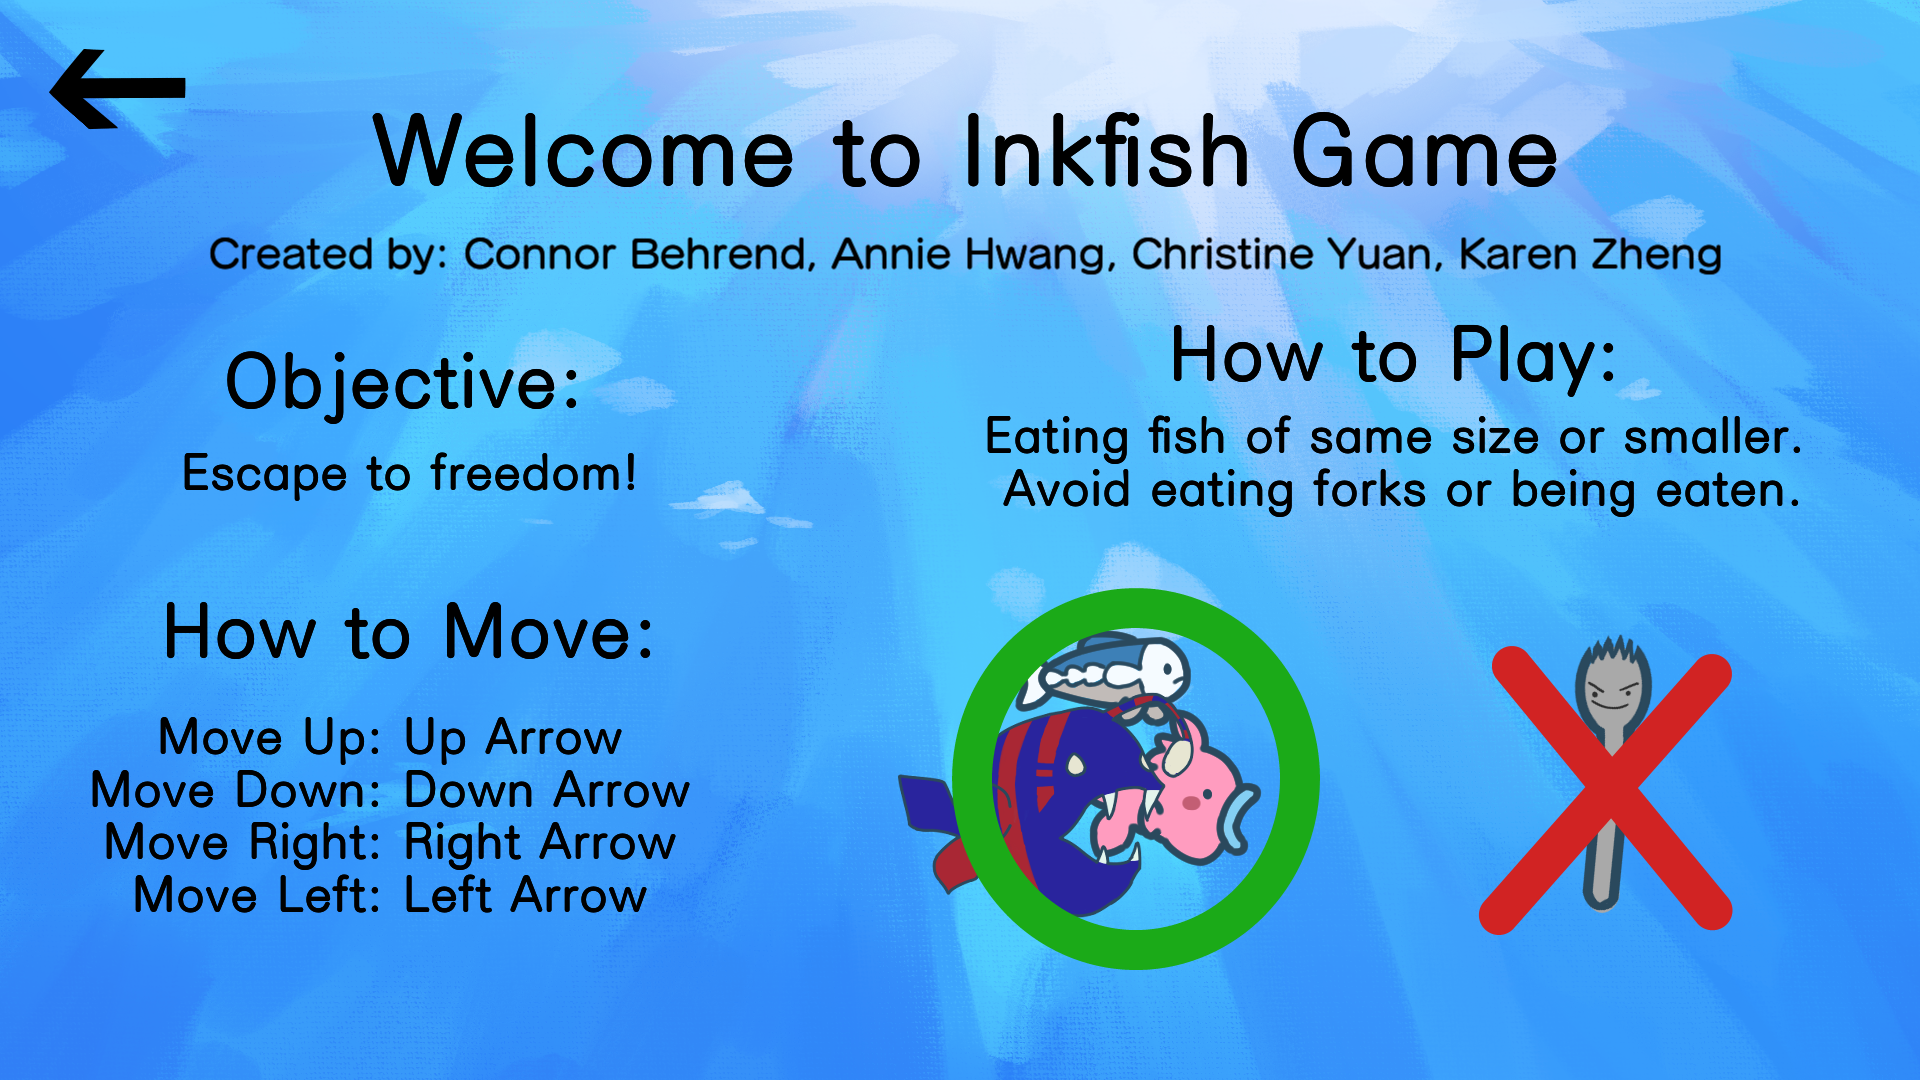 Welcome to Inkfish Game
Created by: Connor Behrend, Annie Hwang, Christine Yuan, Karen Zheng
Objective:
Escape to freedom!
How to Play:
Eating fish of same size or smaller.
Avoid eating forks or being eaten.
How to Move:
Move Up: Up Arrow
Move Down: Down Arrow
Move Right: Right Arrow
Move Left: Left Arrow